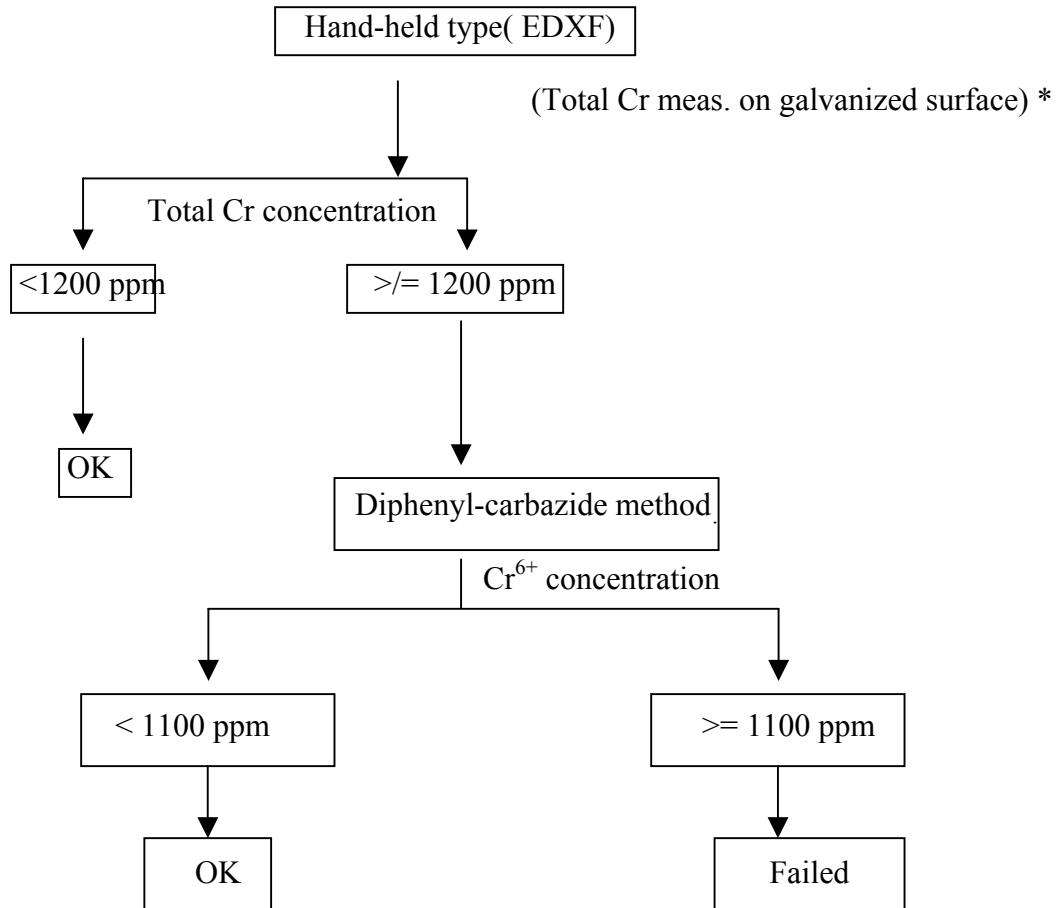 Hand-held type( EDXF)
(Total Cr meas. on galvanized surface) *
Total Cr concentration
<1200 ppm
>/= 1200 ppm
OK
Diphenyl-carbazide method
Cr⁶⁺ concentration
< 1100 ppm
>= 1100 ppm
OK
Failed